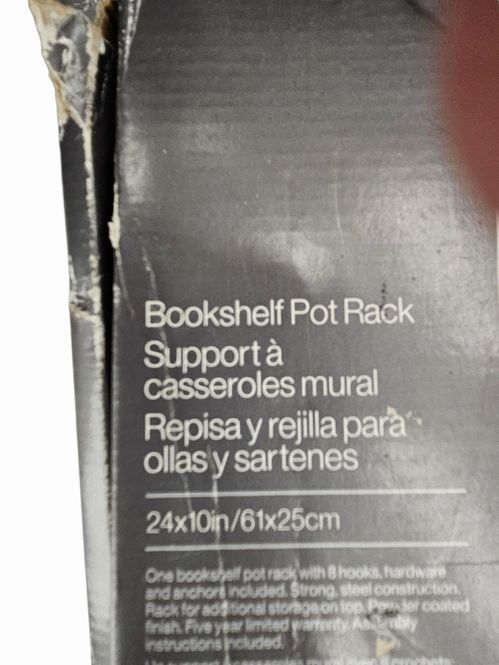 Bookshelf Pot Rack
Support à
casseroles mural
Repisa y rejilla para
ollas y sartenes
24x10in/61x25cm
One bookshelf pot rack with 8 hooks, hardware
and anchors included. Strong, steel construction.
Rack for additional storage on top. Powder coated
finish. Five year limited warranty. Assembly
instructions included.